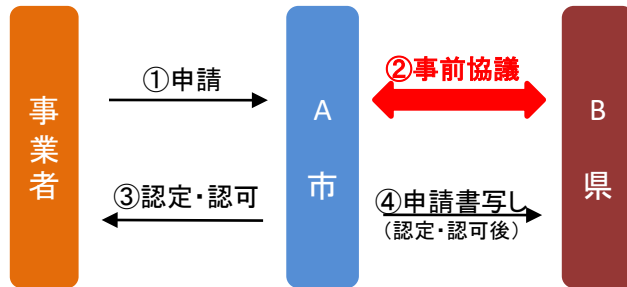 事業者
①申請
③認定・認可
A市
②事前協議
④申請書写し
(認定・認可後)
B県